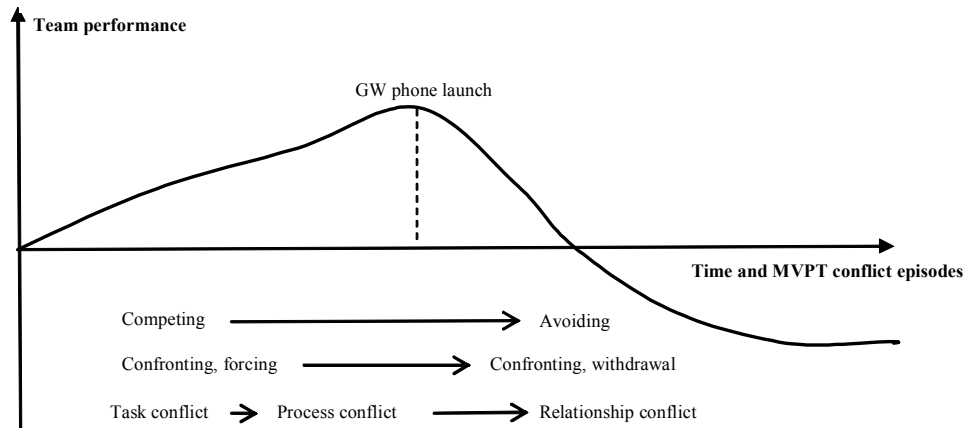 Team performance
GW phone launch
Time and MVPT conflict episodes
Competing Avoiding
Confronting, forcing Confronting, withdrawal
Task conflict Process conflict Relationship conflict